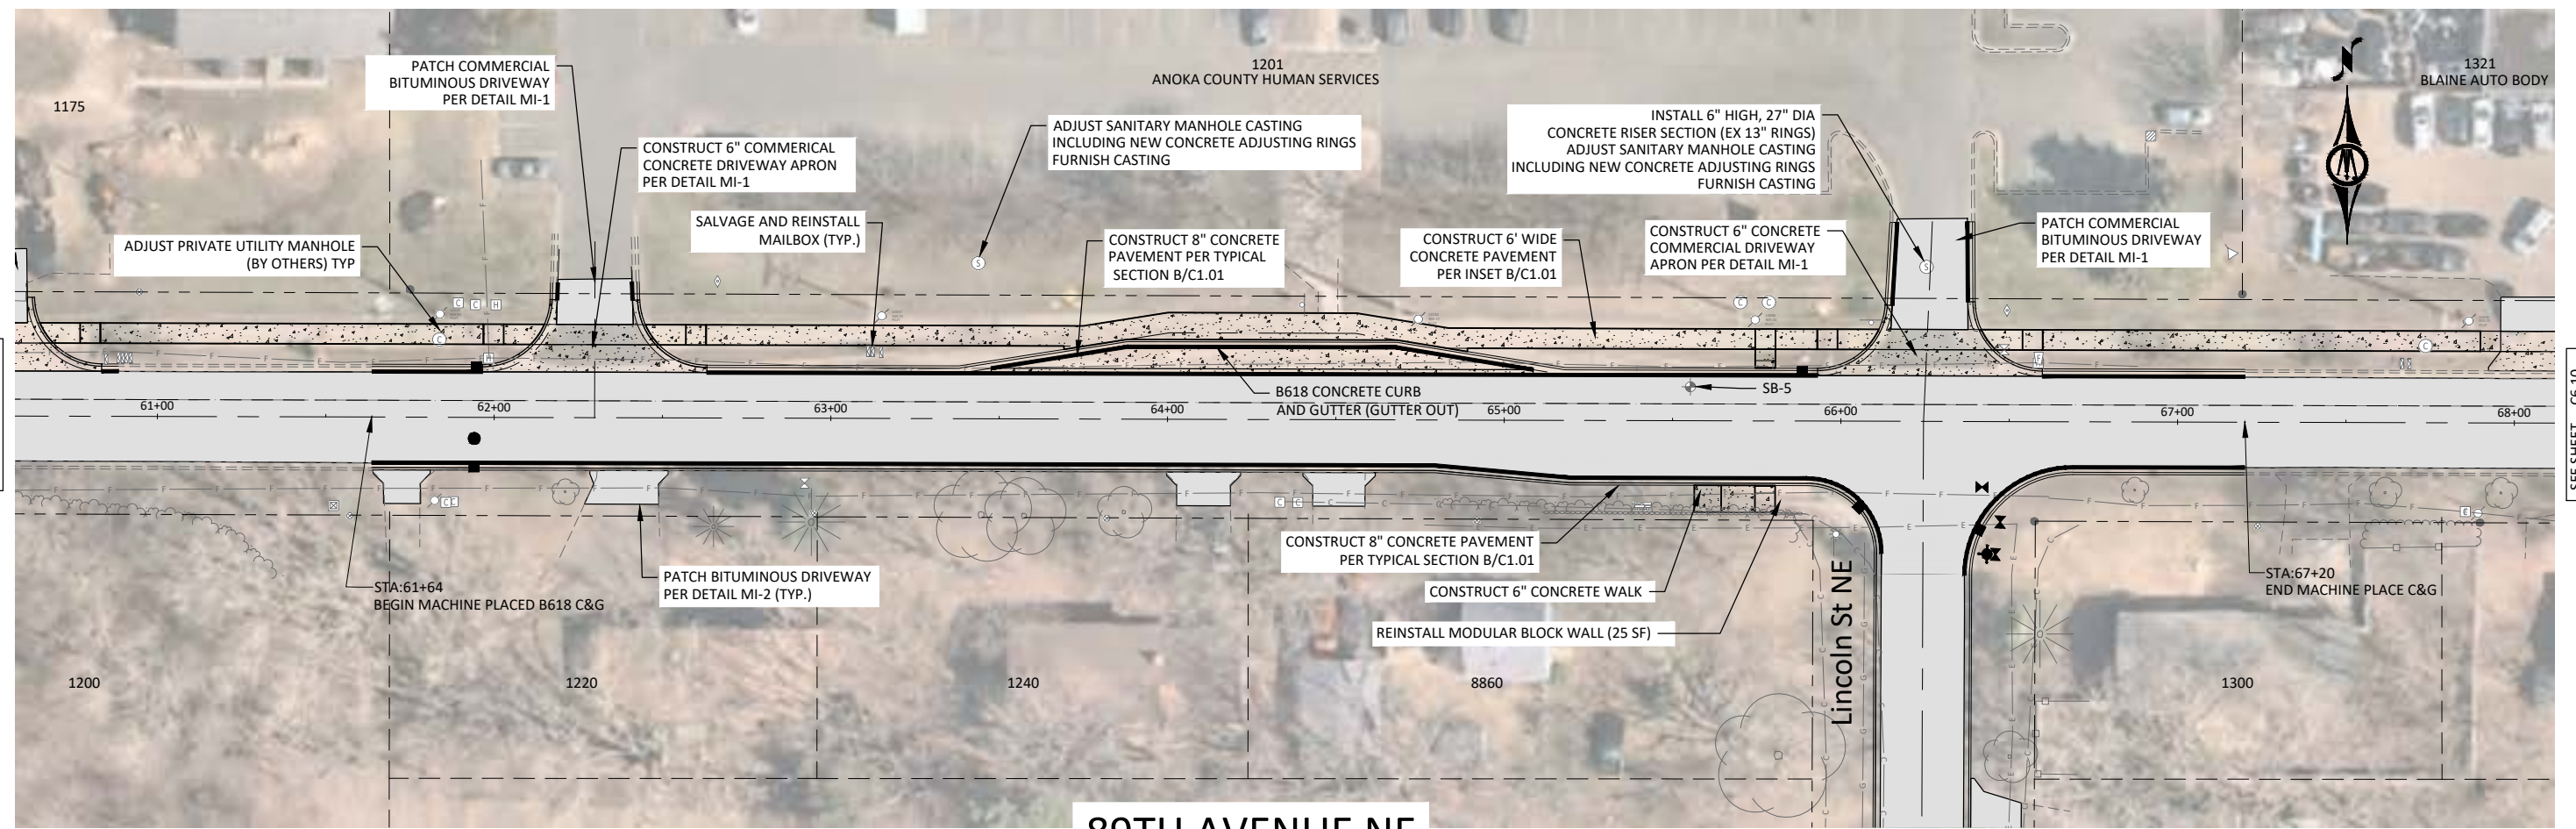 PATCH COMMERCIAL
BITUMINOUS DRIVEWAY
PER DETAIL MI-1
1201
ANOKA COUNTY HUMAN SERVICES
1321
BLAINE AUTO BODY
1175
CONSTRUCT 6" COMMERICAL
CONCRETE DRIVEWAY APRON
PER DETAIL MI-1
ADJUST SANITARY MANHOLE CASTING
INCLUDING NEW CONCRETE ADJUSTING RINGS
FURNISH CASTING
INSTALL 6" HIGH, 27" DIA
CONCRETE RISER SECTION (EX 13" RINGS)
ADJUST SANITARY MANHOLE CASTING
INCLUDING NEW CONCRETE ADJUSTING RINGS
FURNISH CASTING
ADJUST PRIVATE UTILITY MANHOLE
(BY OTHERS) TYP
SALVAGE AND REINSTALL
MAILBOX (TYP.)
CONSTRUCT 8" CONCRETE
PAVEMENT PER TYPICAL
SECTION B/C1.01
CONSTRUCT 6' WIDE
CONCRETE PAVEMENT
PER INSET B/C1.01
CONSTRUCT 6" CONCRETE
COMMERCIAL DRIVEWAY
APRON PER DETAIL MI-1
PATCH COMMERCIAL
BITUMINOUS DRIVEWAY
PER DETAIL MI-1
B618 CONCRETE CURB
AND GUTTER (GUTTER OUT)
SB-5
61+00
62+00
63+00
64+00
65+00
66+00
67+00
68+00
STA:61+64
BEGIN MACHINE PLACED B618 C&G
PATCH BITUMINOUS DRIVEWAY
PER DETAIL MI-2 (TYP.)
CONSTRUCT 8" CONCRETE PAVEMENT
PER TYPICAL SECTION B/C1.01
CONSTRUCT 6" CONCRETE WALK
REINSTALL MODULAR BLOCK WALL (25 SF)
STA:67+20
END MACHINE PLACE C&G
Lincoln St NE
1200
1220
1240
8860
1300
89TH AVENUE NE